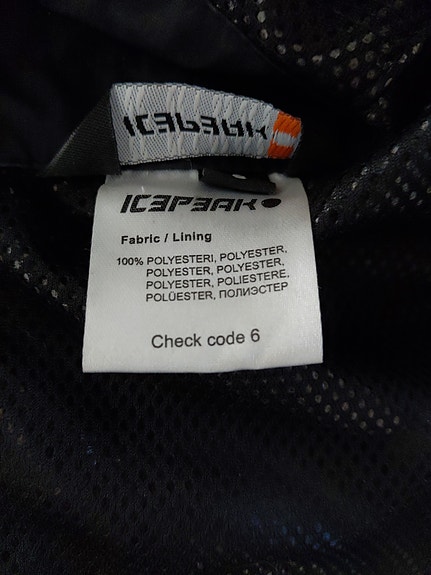 ICEPEAK
ICEPEAK
Fabric / Lining
100% POLYESTERI, POLYESTER,
POLYESTER, POLYESTER,
POLYESTER, POLIESTERE,
POLÜESTER, ПОЛИЭСТЕР
Check code 6